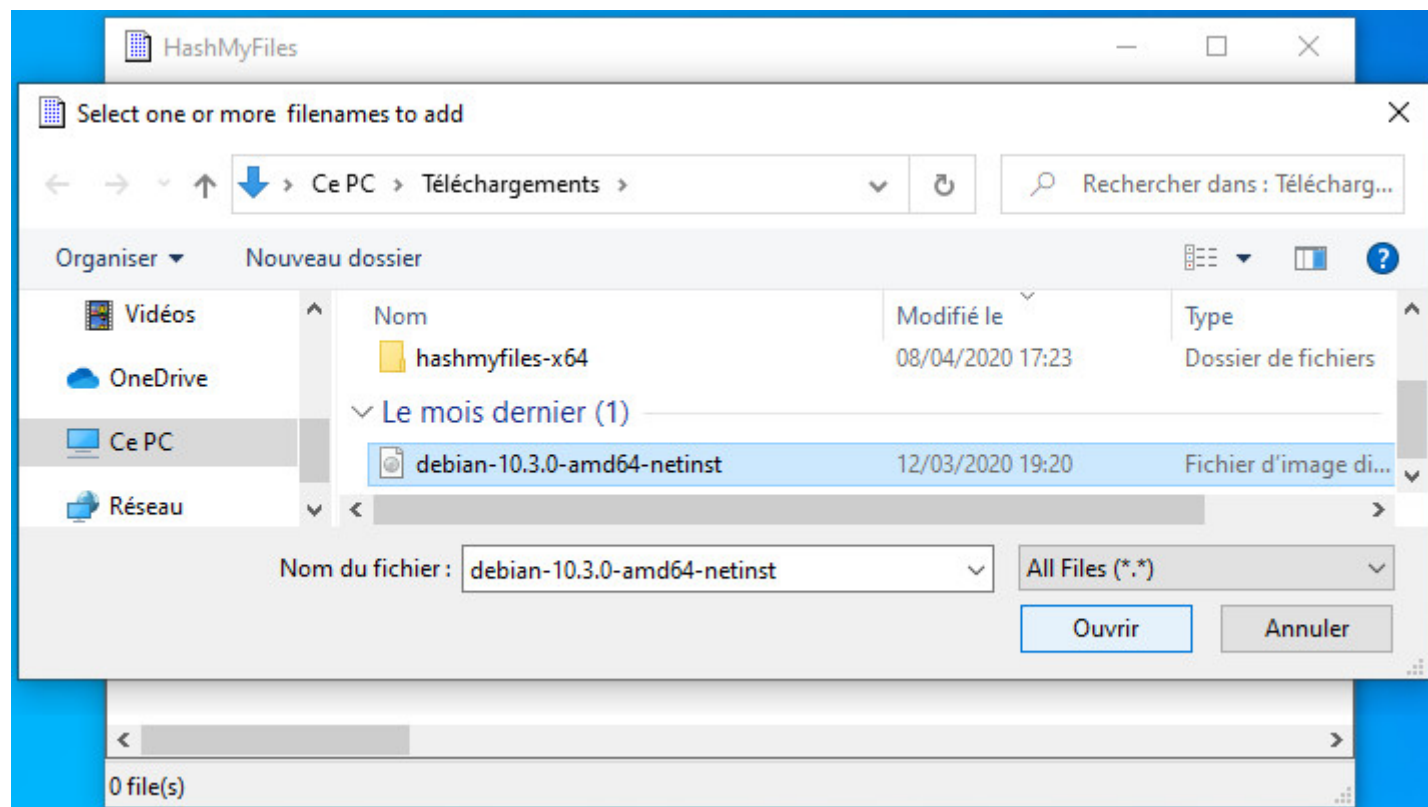 HashMyFiles
Select one or more filenames to add
Ce PC > Téléchargements >
Rechercher dans : Télécharg...
Organiser
Nouveau dossier
Vidéos
OneDrive
Ce PC
Réseau
Nom Modifié le Type
hashmyfiles-x64 08/04/2020 17:23 Dossier de fichiers
Le mois dernier (1)
debian-10.3.0-amd64-netinst 12/03/2020 19:20 Fichier d'image di...
Nom du fichier : debian-10.3.0-amd64-netinst All Files (*.*)
Ouvrir Annuler
0 file(s)